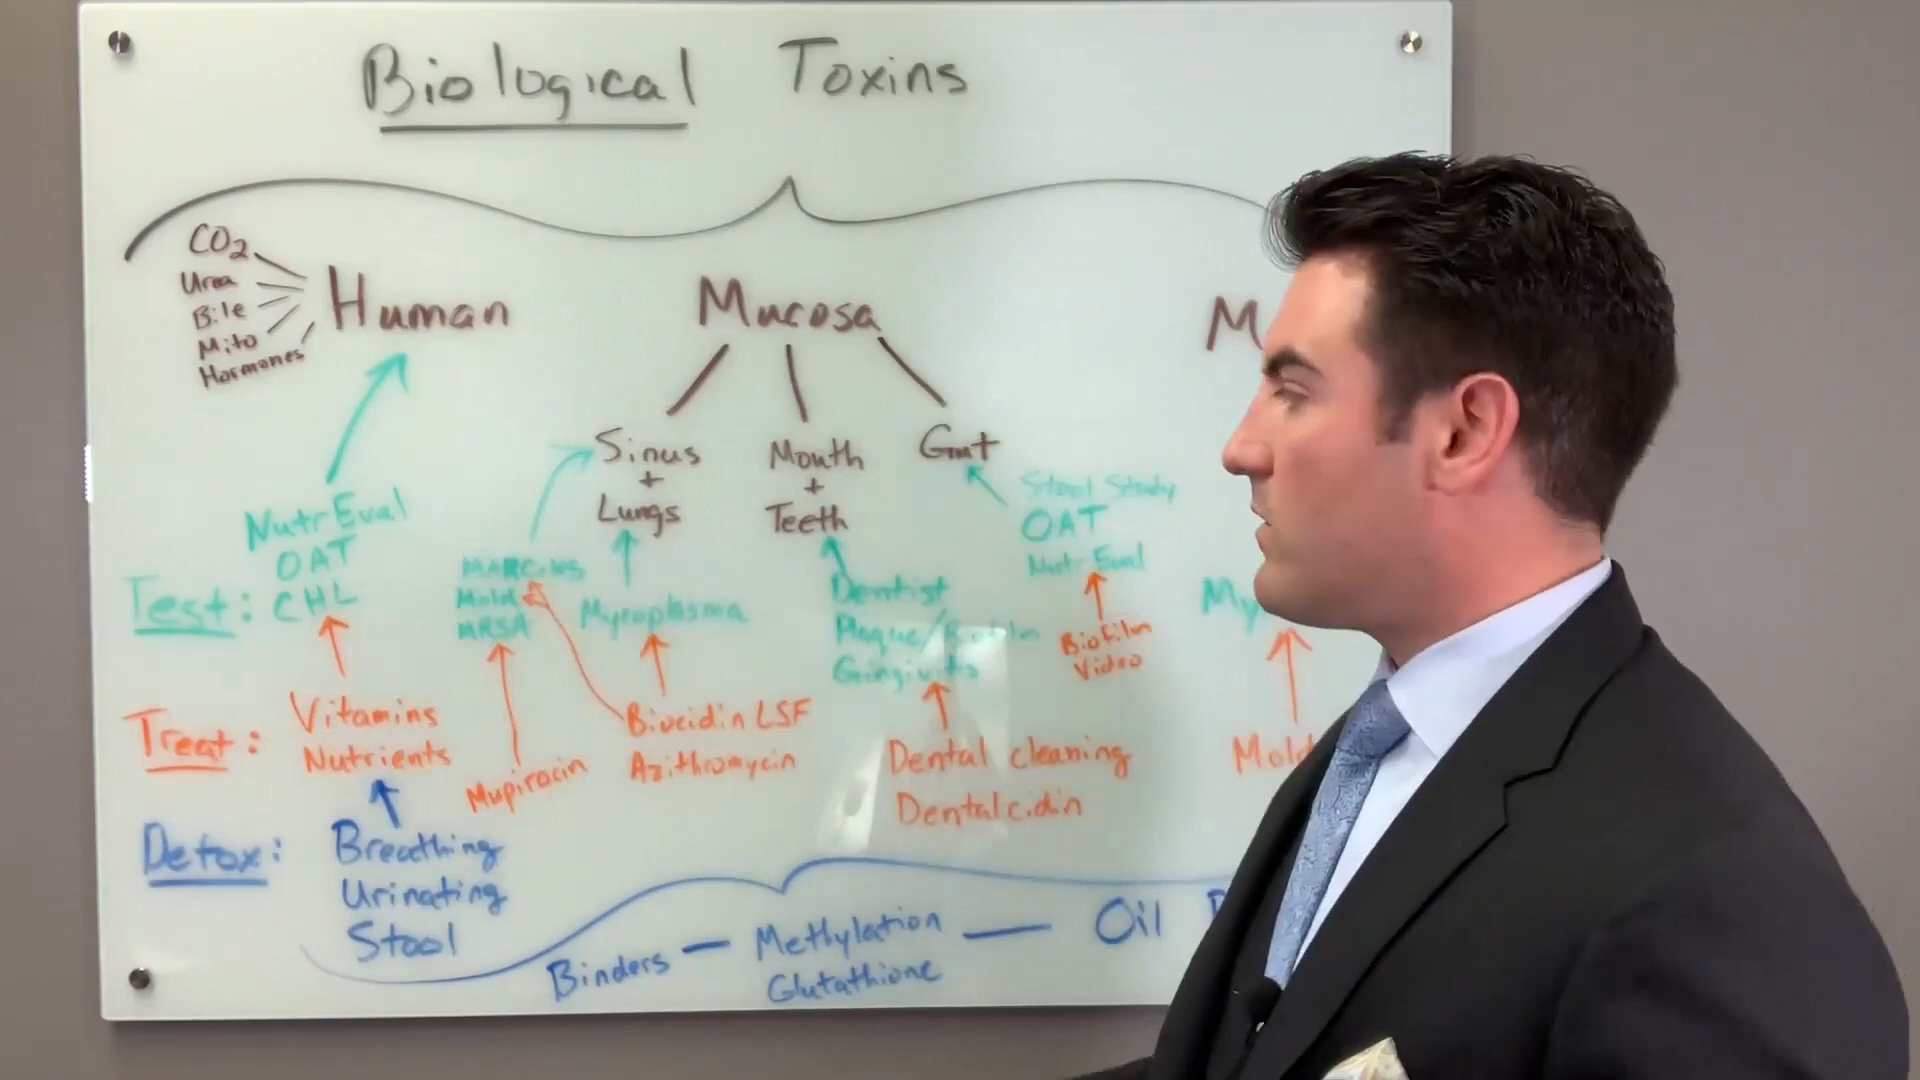 Biological Toxins
CO2
Urea
Bile
Mito
Hormones
Human
Mucosa
M
Sinus
+
Lungs
Mouth
+
Teeth
Gut
Test:
NutrEval
OAT
CHL
MARCoNS
Mold
MRSA
Mycoplasma
Dentist
Plaque/Biofilm
Gingivitis
Stool Study
OAT
NutrEval
My
Treat:
Vitamins
Nutrients
Mupirocin
Biocidin LSF
Azithromycin
Dental cleaning
Dentalcidin
Biofilm
Video
Mold
Detox:
Breathing
Urinating
Stool
Binders — Methylation — Oil
Glutathione